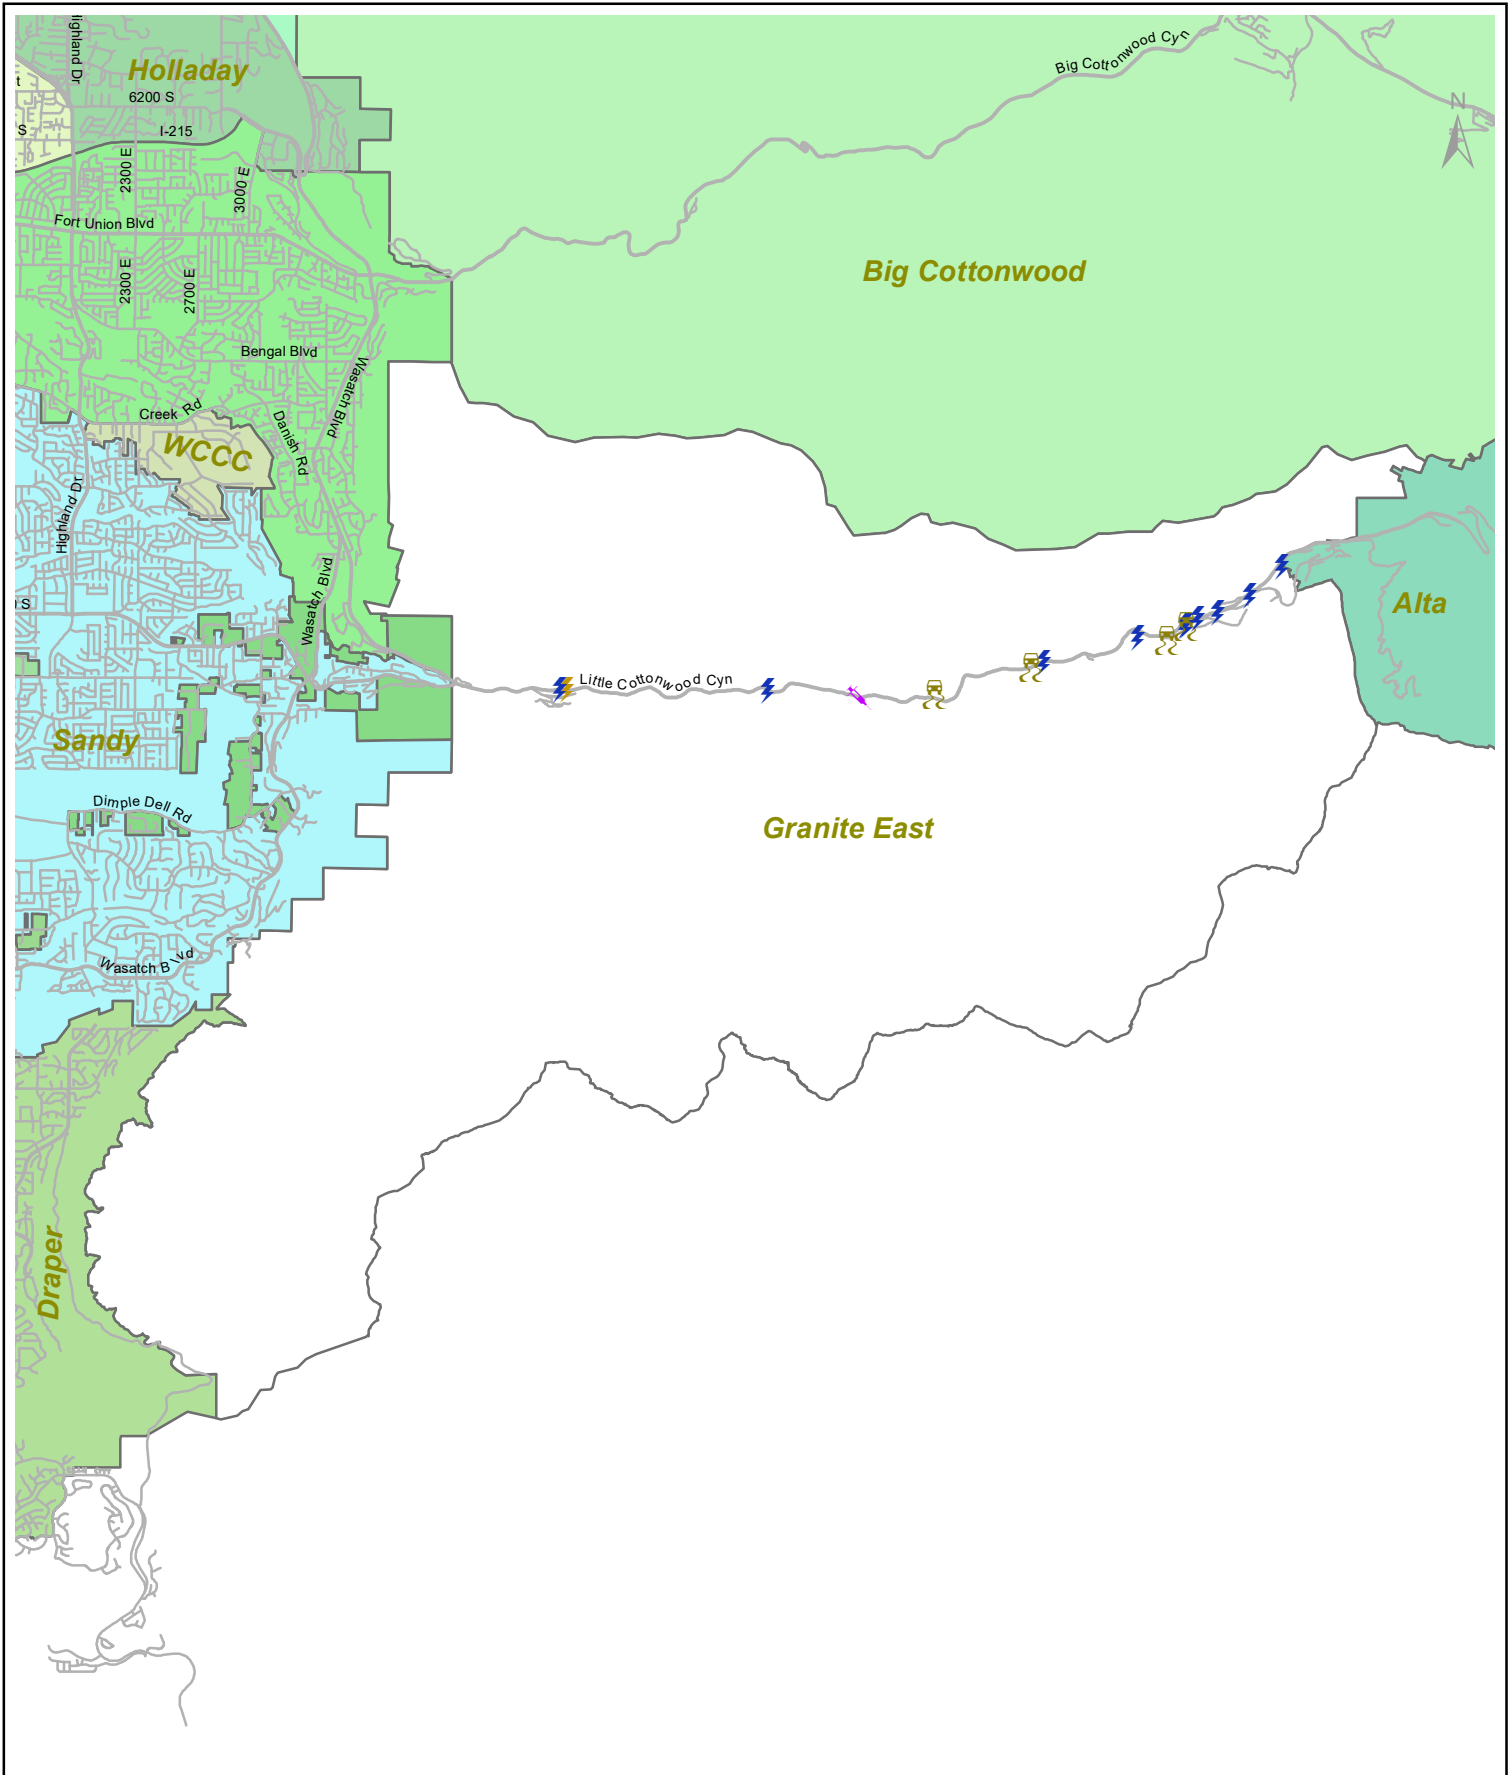 ighland Dr
Holladay
6200 S
t
S
I-215
2300 E
3000 E
Fort Union Blvd
2300 E
2700 E
Big Cottonwood Cyn
N
Big Cottonwood
Bengal Blvd
Wasatch Blvd
Creek Rd
WCCC
Danish Rd
Highland Dr
Wasatch Blvd
S
Alta
Little Cottonwood Cyn
Sandy
Dimple Dell Rd
Granite East
Wasatch Blvd
Draper